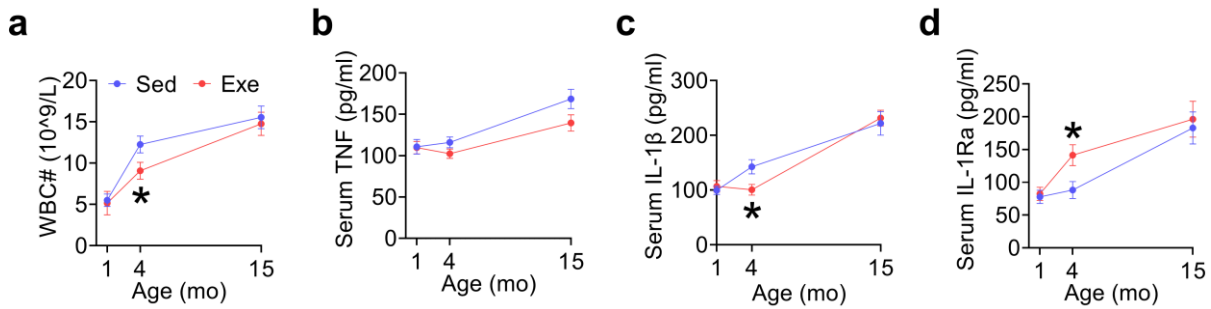 a
WBC# (10^9/L)
20
15
10
5
0
Sed
Exe
*
1
4
15
Age (mo)
b
Serum TNF (pg/ml)
200
150
100
50
0
1
4
15
Age (mo)
c
Serum IL-1β (pg/ml)
300
200
100
0
*
1
4
15
Age (mo)
d
Serum IL-1Ra (pg/ml)
250
200
150
100
50
0
*
1
4
15
Age (mo)